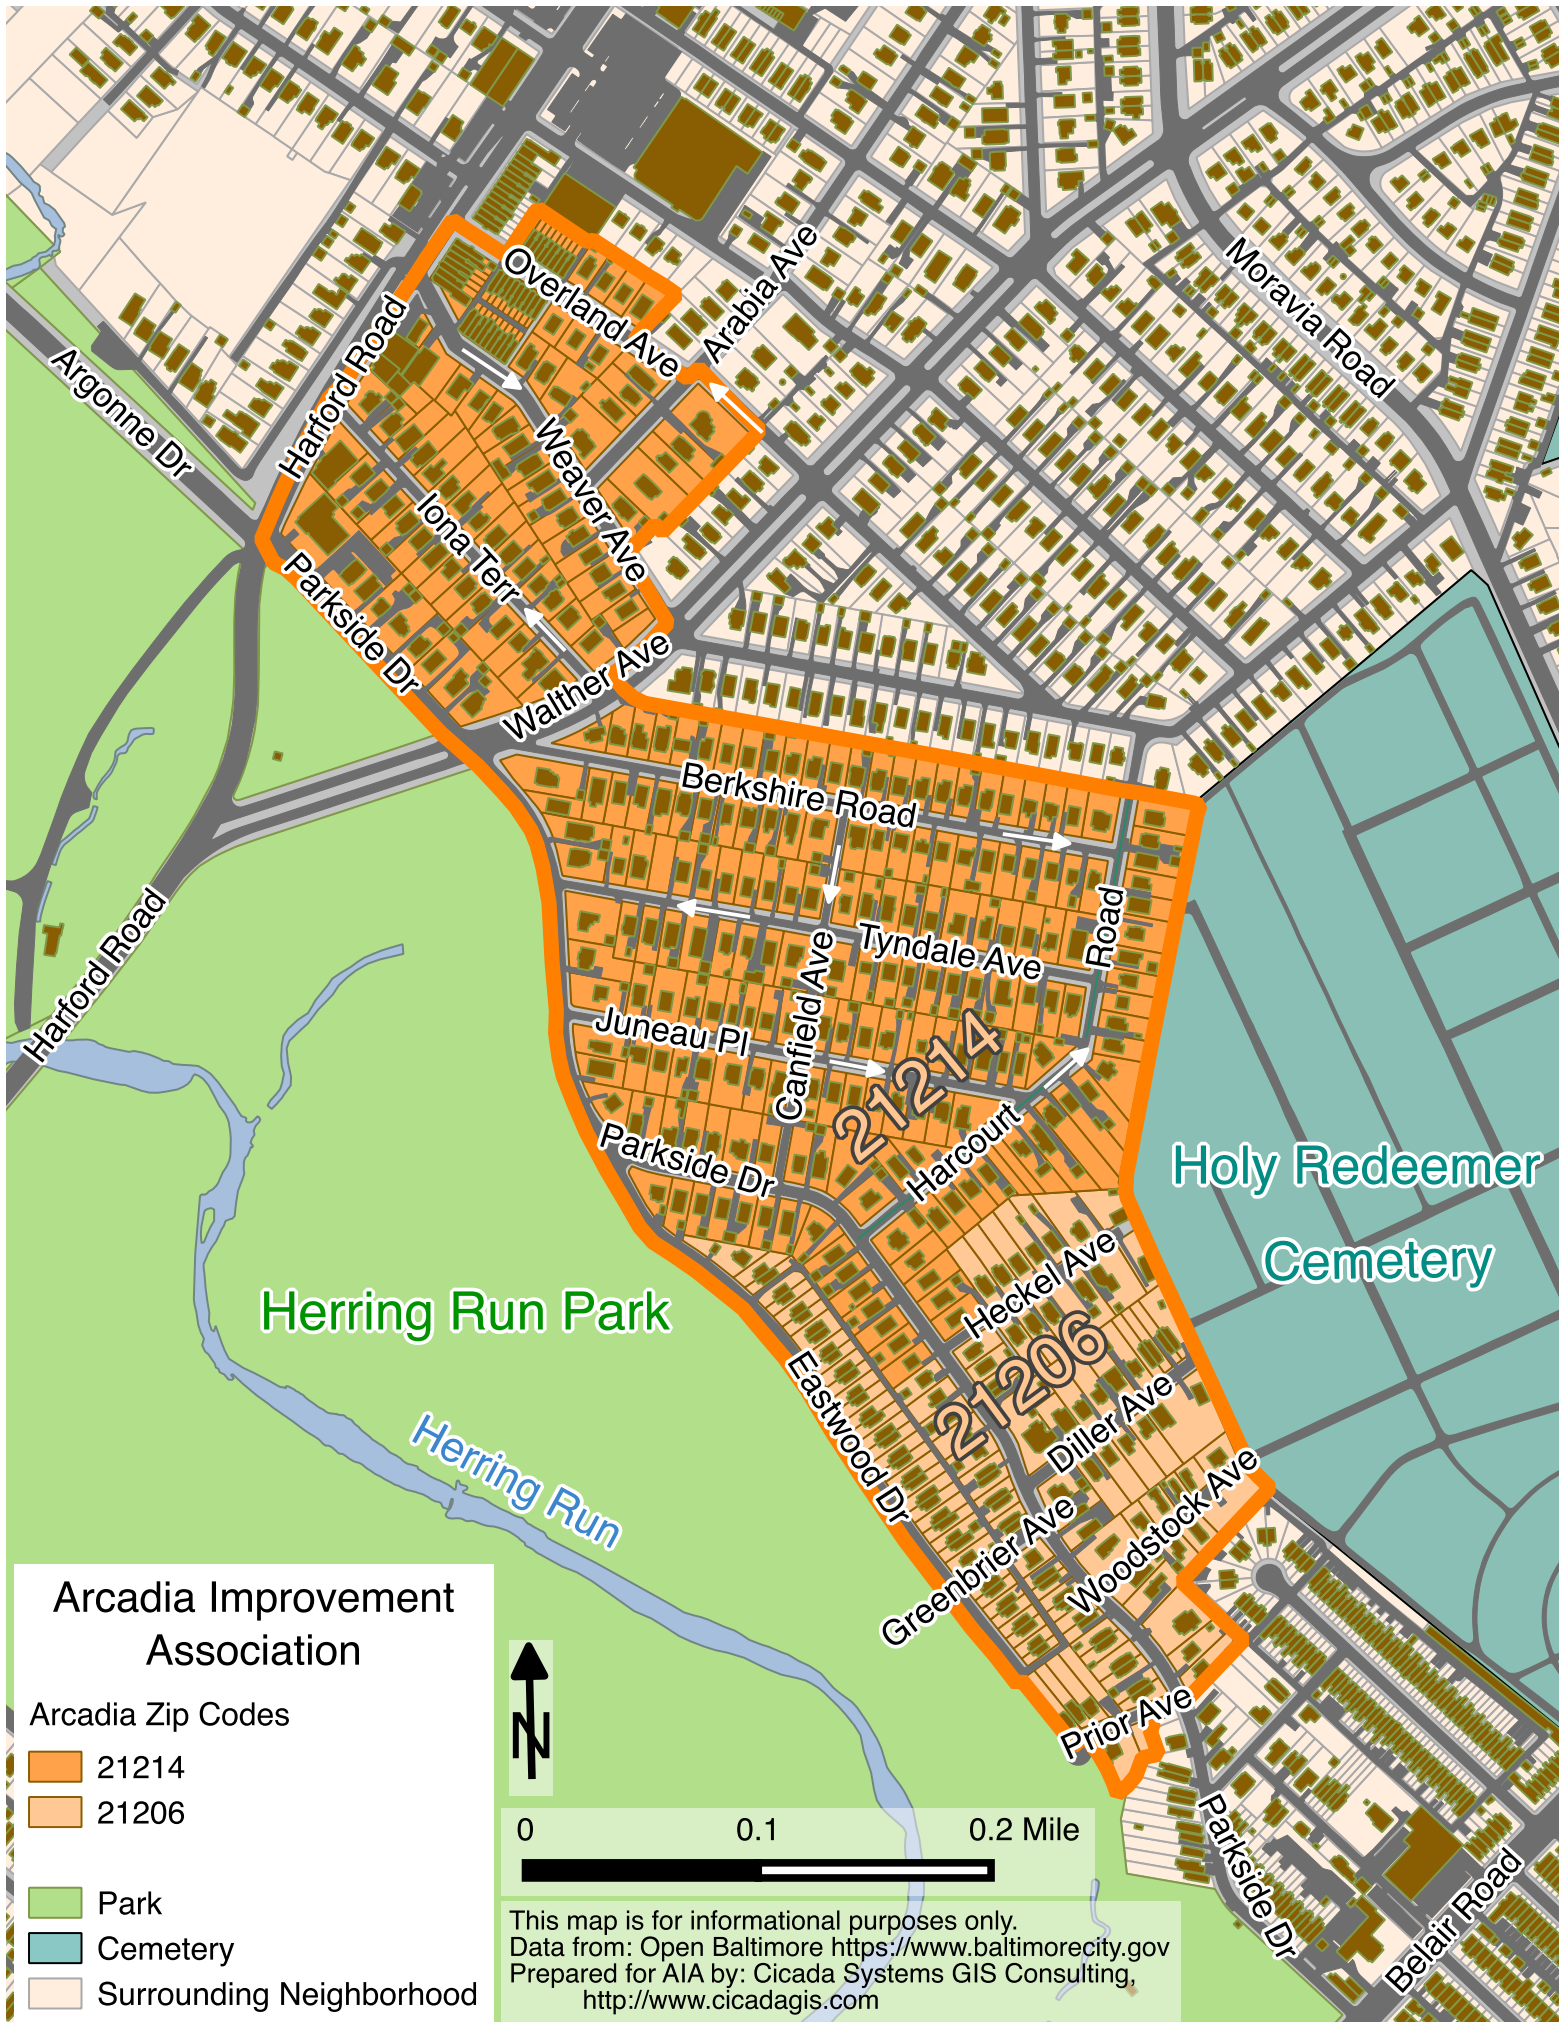 Overland Ave
Arabia Ave
Moravia Road
Argonne Dr
Harford Road
Weaver Ave
Iona Terr
Parkside Dr
Walther Ave
Berkshire Road
Harford Road
Road
Tyndale Ave
Canfield Ave
Juneau Pl
21214
Harcourt
Parkside Dr
Holy Redeemer
Cemetery
Heckel Ave
Herring Run Park
21206
Eastwood Dr
Diller Ave
Herring Run
Woodstock Ave
Greenbrier Ave
Prior Ave
Parkside Dr
Belair Road
Arcadia Improvement
Association
Arcadia Zip Codes
21214
21206
Park
Cemetery
Surrounding Neighborhood
N
0 0.1 0.2 Mile
This map is for informational purposes only.
Data from: Open Baltimore https://www.baltimorecity.gov
Prepared for AIA by: Cicada Systems GIS Consulting,
http://www.cicadagis.com